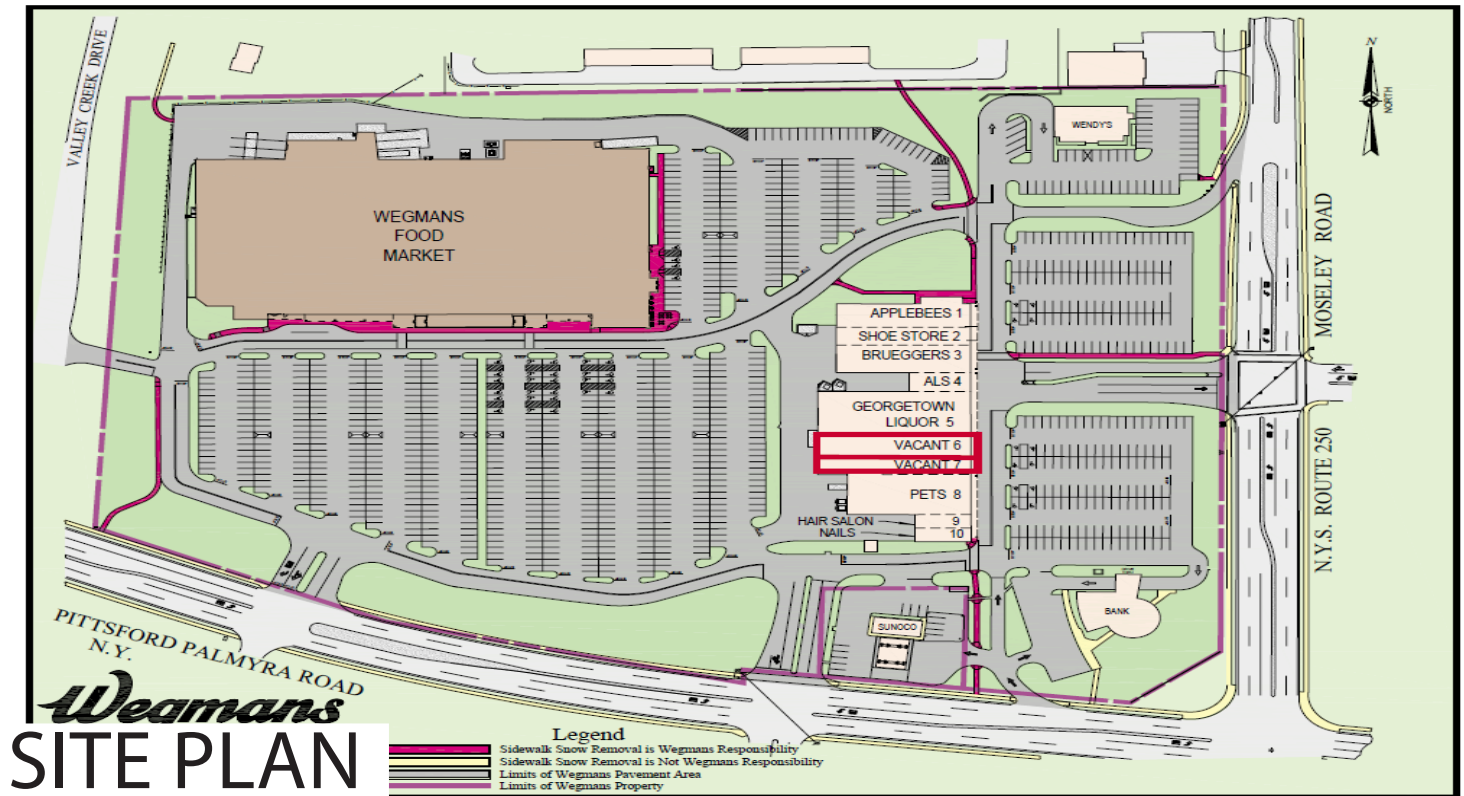 VALLEY CREEK DRIVE
N
NORTH
WENDY'S
WEGMANS
FOOD
MARKET
MOSELEY ROAD
APPLEBEES 1
SHOE STORE 2
BRUEGGERS 3
ALS 4
GEORGETOWN
LIQUOR 5
VACANT 6
VACANT 7
PETS 8
HAIR SALON 9
NAILS 10
N.Y.S. ROUTE 250
BANK
SUNOCO
PITTSFORD PALMYRA ROAD
N.Y.
Wegmans
SITE PLAN
Legend
Sidewalk Snow Removal is Wegmans Responsibility
Sidewalk Snow Removal is Not Wegmans Responsibility
Limits of Wegmans Pavement Area
Limits of Wegmans Property